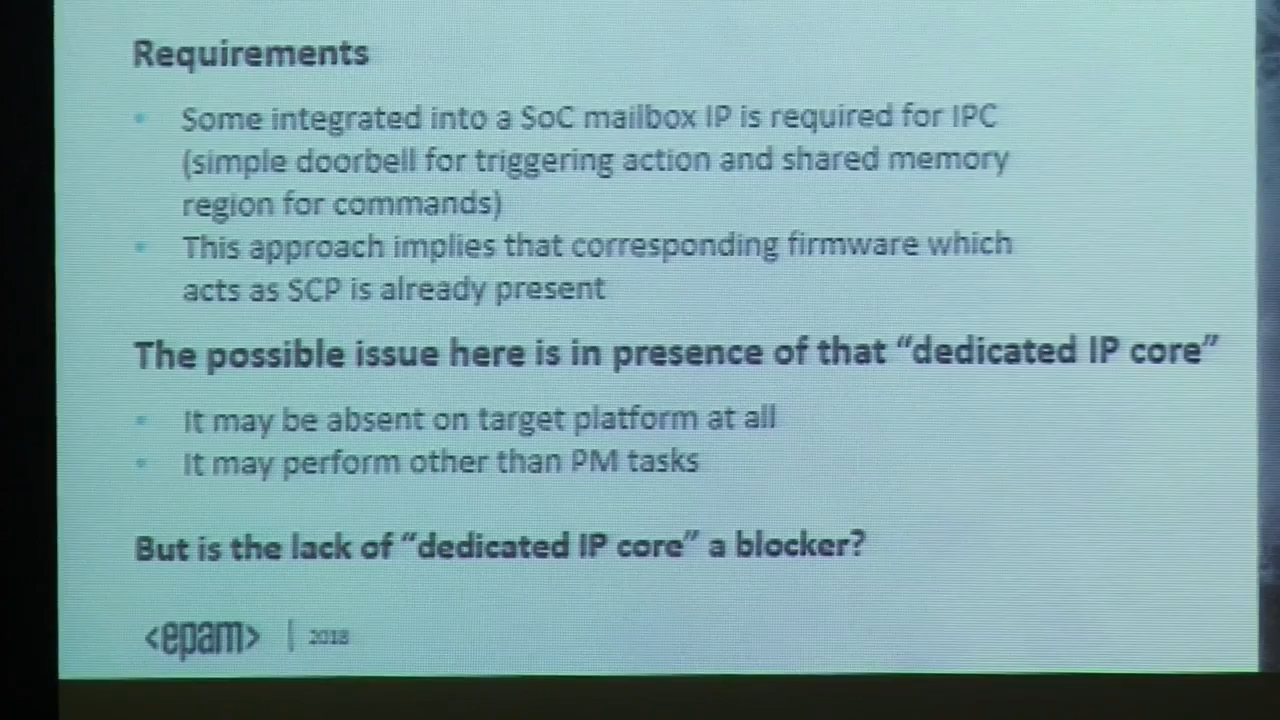 Requirements
Some integrated into a SoC mailbox IP is required for IPC
(simple doorbell for triggering action and shared memory
region for commands)
This approach implies that corresponding firmware which
acts as SCP is already present
The possible issue here is in presence of that “dedicated IP core”
It may be absent on target platform at all
It may perform other than PM tasks
But is the lack of “dedicated IP core” a blocker?
<epam> | 2018